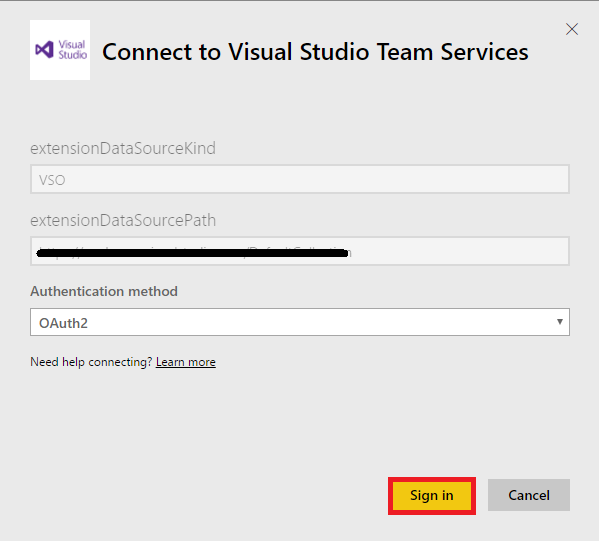 Visual
Studio
Connect to Visual Studio Team Services
extensionDataSourceKind
VSO
extensionDataSourcePath
Authentication method
OAuth2
Need help connecting? Learn more
Sign in
Cancel